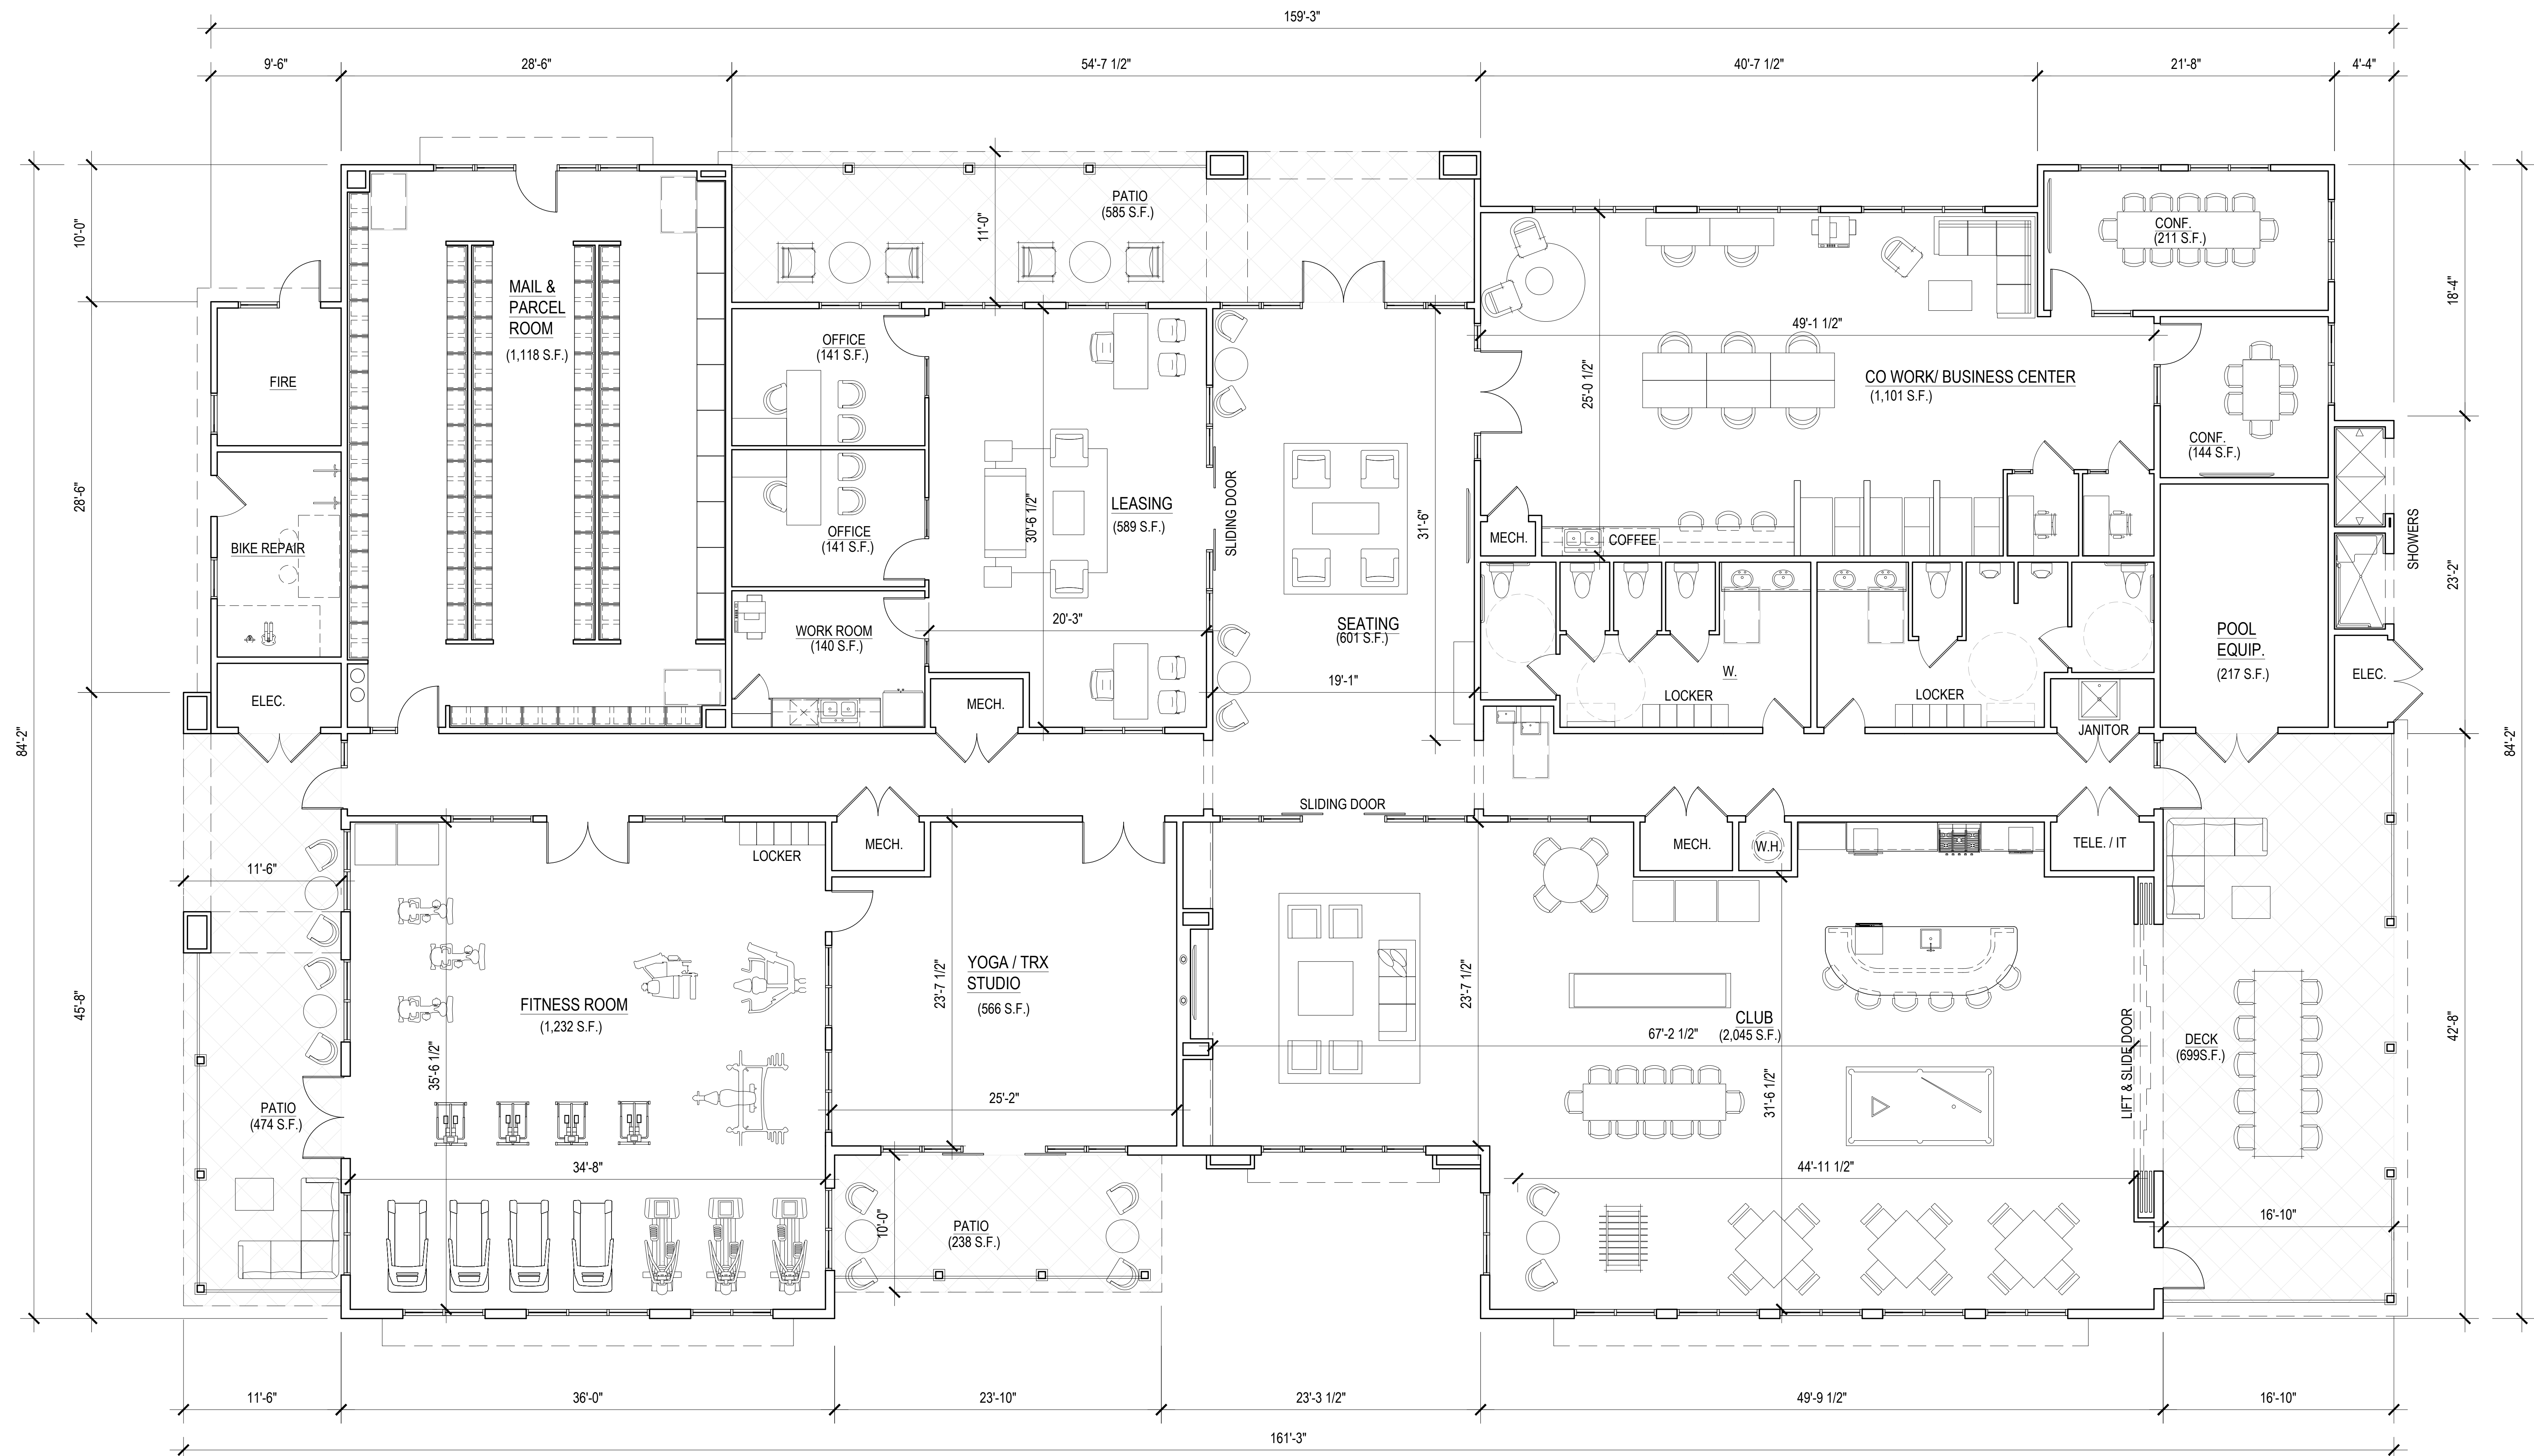 159'-3"
9'-6"
28'-6"
54'-7 1/2"
40'-7 1/2"
21'-8"
4'-4"
10'-0"
28'-6"
45'-8"
84'-2"
18'-4"
23'-2"
42'-8"
84'-2"
PATIO
(585 S.F.)
11'-0"
CONF.
(211 S.F.)
MAIL &
PARCEL
ROOM
(1,118 S.F.)
FIRE
OFFICE
(141 S.F.)
49'-1 1/2"
25'-0 1/2"
CO WORK/ BUSINESS CENTER
(1,101 S.F.)
CONF.
(144 S.F.)
BIKE REPAIR
OFFICE
(141 S.F.)
30'-6 1/2"
LEASING
(589 S.F.)
SLIDING DOOR
31'-6"
MECH.
COFFEE
SHOWERS
WORK ROOM
(140 S.F.)
20'-3"
SEATING
(601 S.F.)
19'-1"
W.
LOCKER
LOCKER
POOL
EQUIP.
(217 S.F.)
ELEC.
ELEC.
MECH.
JANITOR
SLIDING DOOR
LOCKER
MECH.
MECH.
W.H.
TELE. / IT
11'-6"
FITNESS ROOM
(1,232 S.F.)
35'-6 1/2"
YOGA / TRX
STUDIO
(566 S.F.)
23'-7 1/2"
25'-2"
23'-7 1/2"
CLUB
(2,045 S.F.)
67'-2 1/2"
31'-6 1/2"
LIFT & SLIDE DOOR
DECK
(699S.F.)
PATIO
(474 S.F.)
34'-8"
44'-11 1/2"
10'-0"
PATIO
(238 S.F.)
16'-10"
11'-6"
36'-0"
23'-10"
23'-3 1/2"
49'-9 1/2"
16'-10"
161'-3"